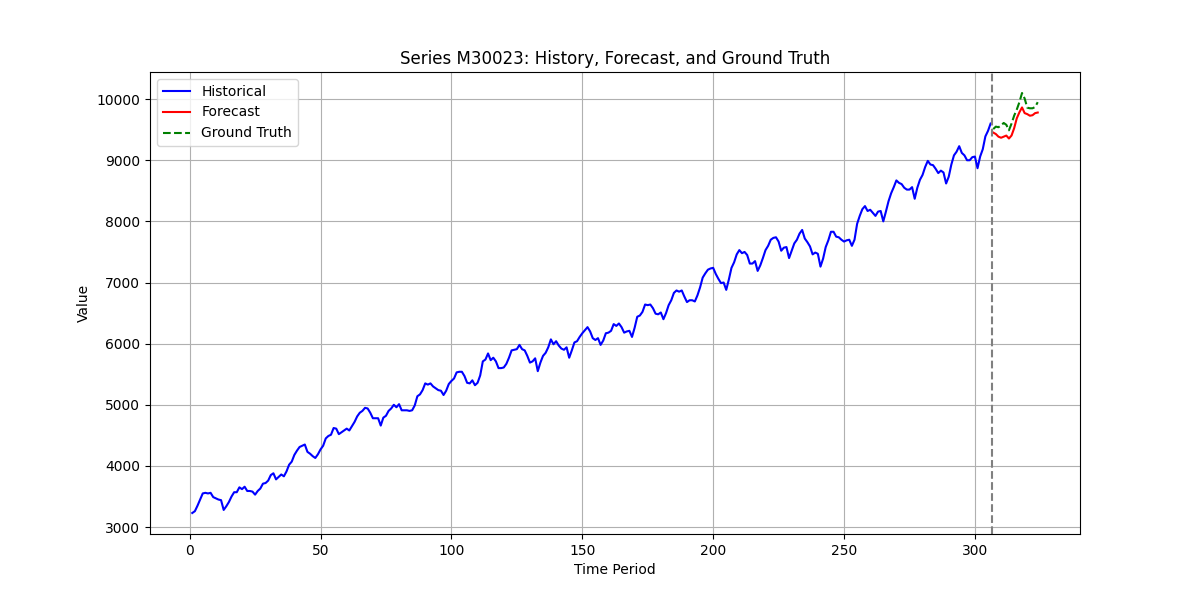 Series M30023: History, Forecast, and Ground Truth
Historical
Forecast
Ground Truth
10000
9000
8000
7000
6000
5000
4000
3000
Value
0 50 100 150 200 250 300
Time Period